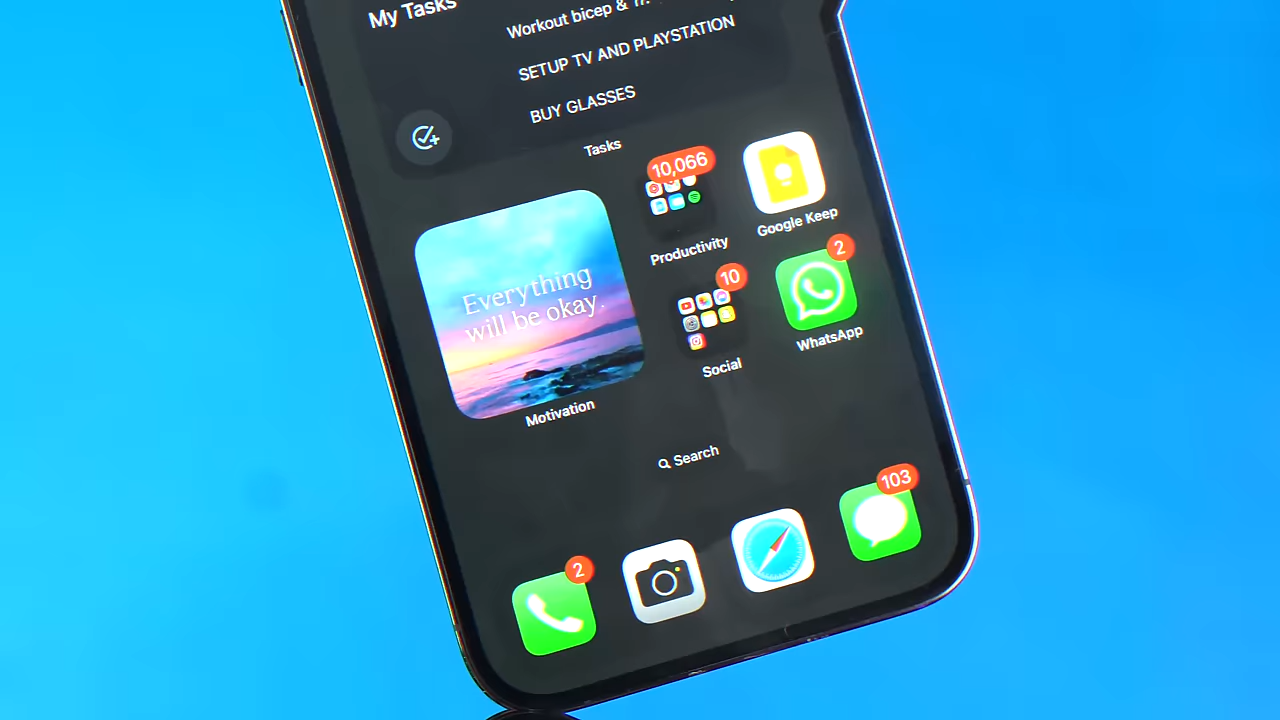 My Tasks
Workout bicep &
SETUP TV AND PLAYSTATION
BUY GLASSES
Tasks
10,066
Productivity
Google Keep
Everything
will be okay.
Motivation
10
Social
2
WhatsApp
Search
2
103